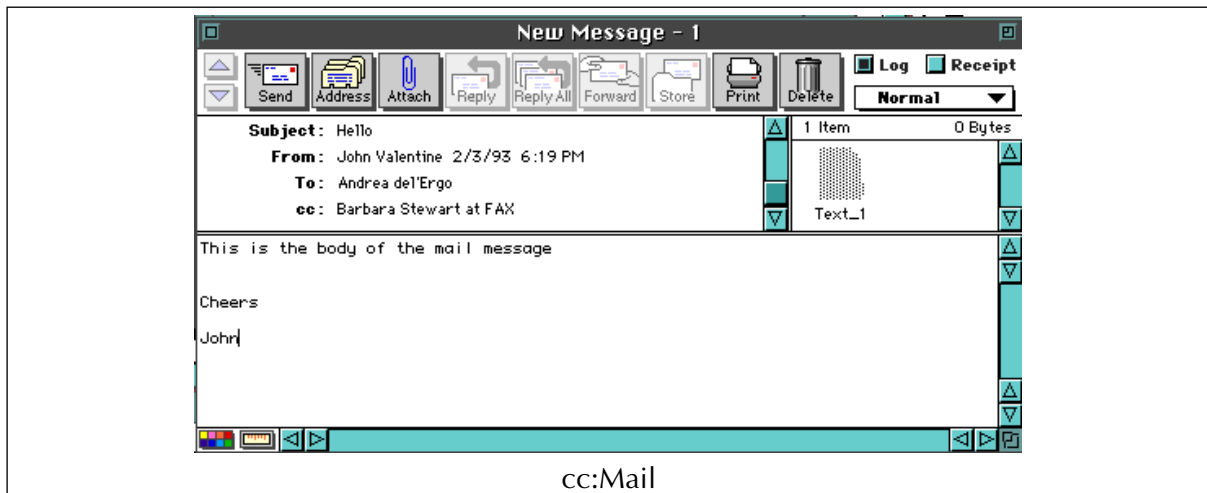 New Message - 1
Send Address Attach Reply Reply All Forward Store Print Delete
Log Receipt
Normal
Subject: Hello
From: John Valentine 2/3/93 6:19 PM
To: Andrea del'Ergo
cc: Barbara Stewart at FAX
1 Item 0 Bytes
Text_1
This is the body of the mail message
Cheers
John
cc:Mail